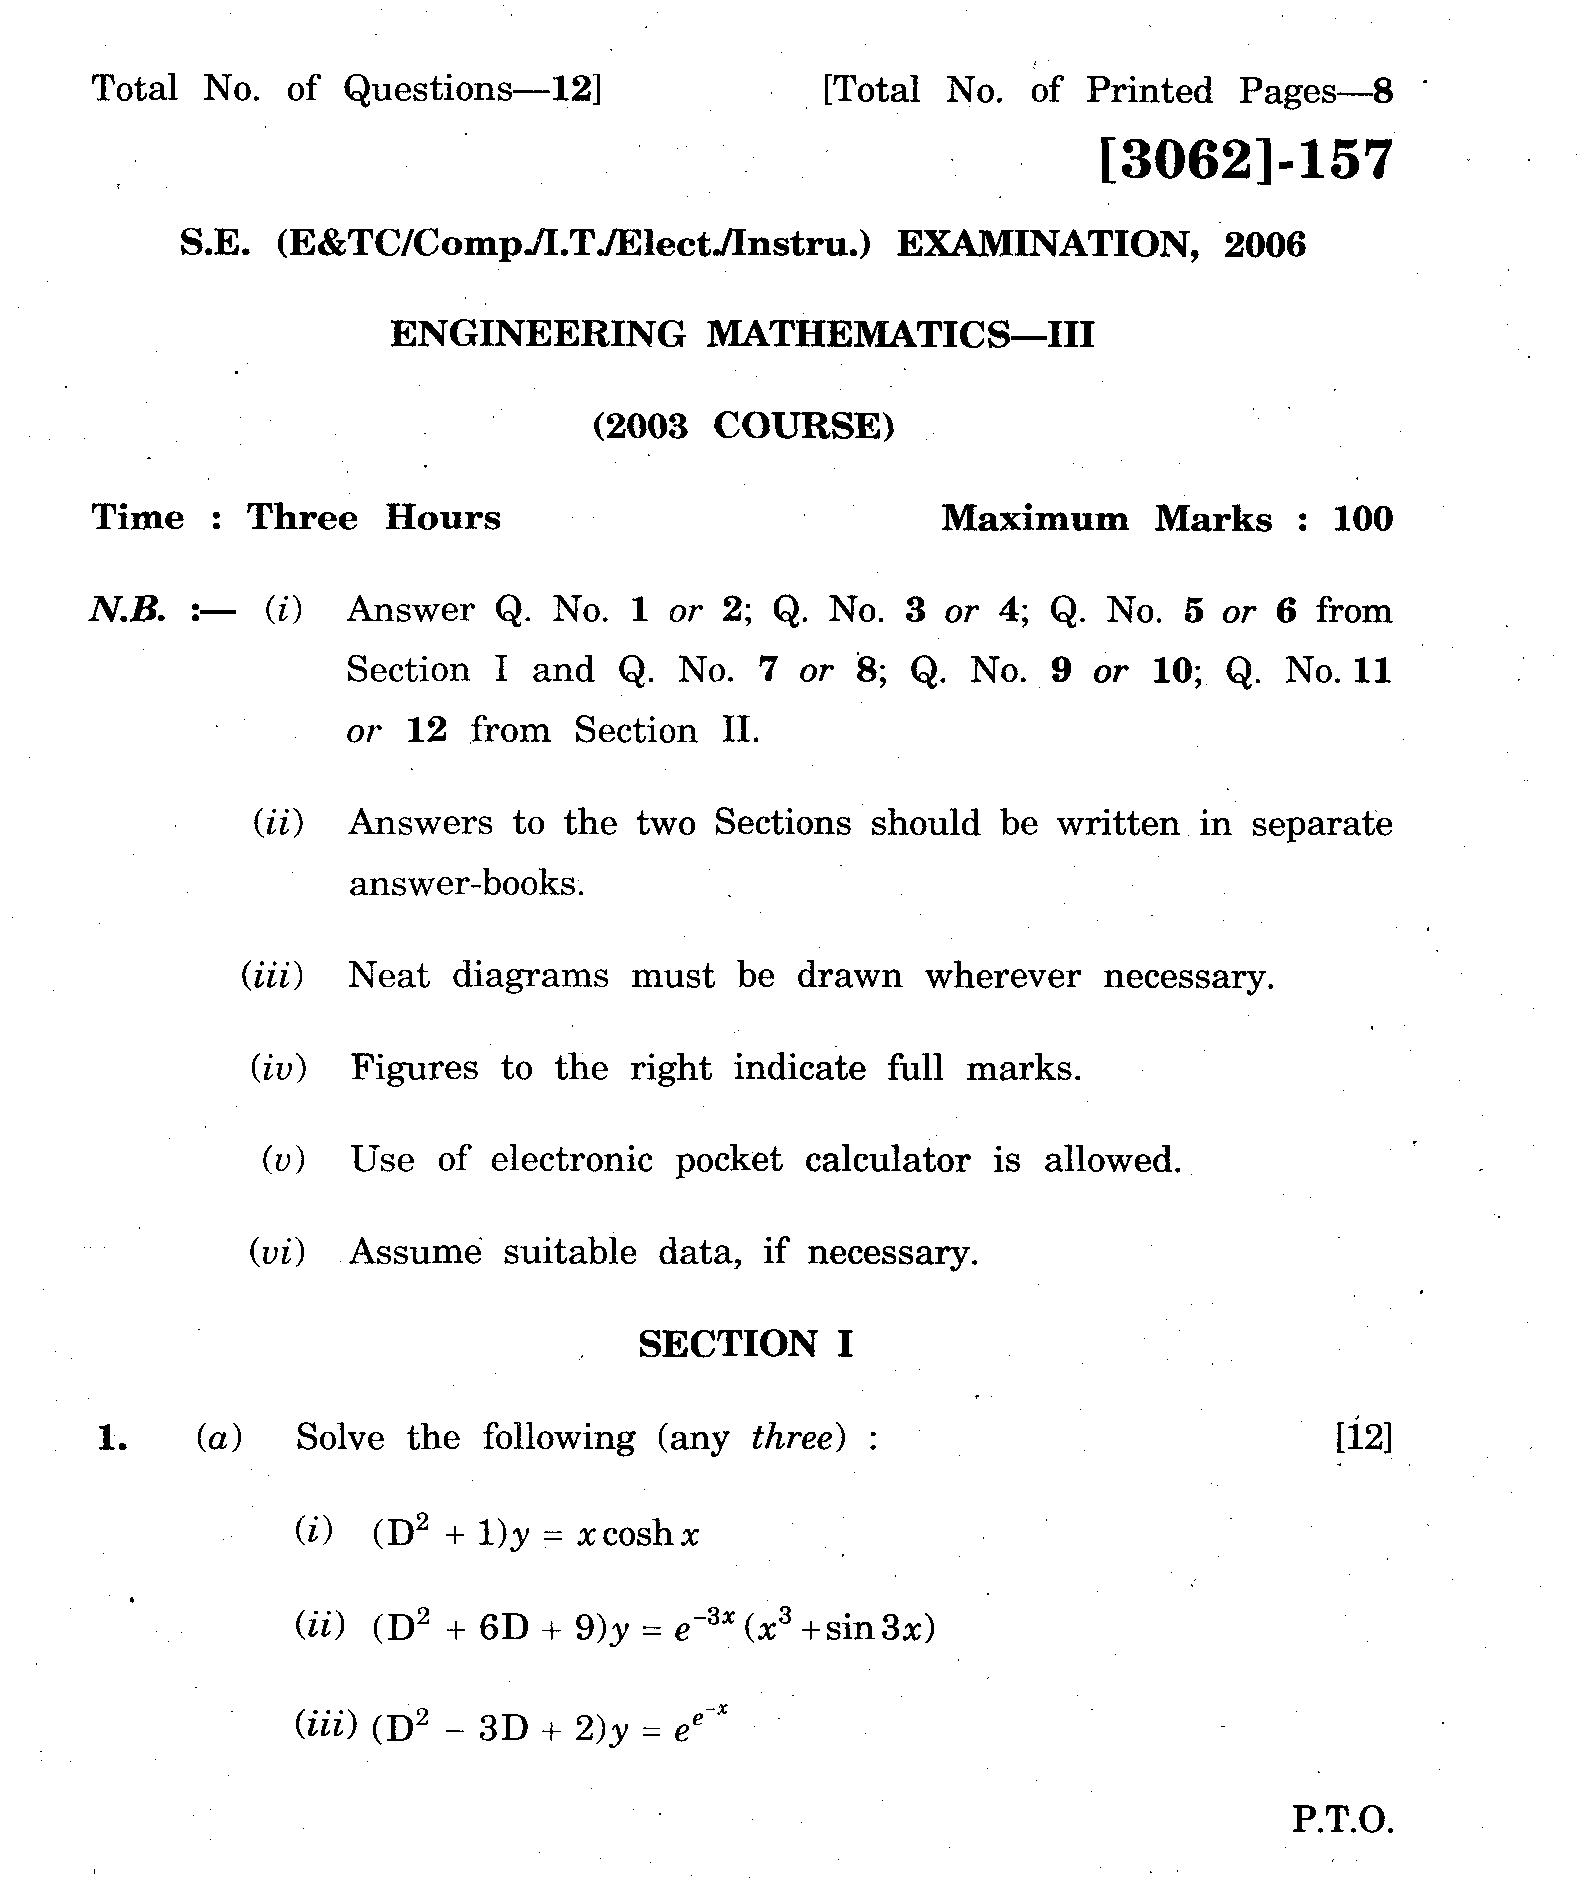 Total No. of Questions—12] [Total No. of Printed Pages—8
[3062]-157
S.E. (E&TC/Comp./I.T./Elect./Instru.) EXAMINATION, 2006
ENGINEERING MATHEMATICS—III
(2003 COURSE)
Time : Three Hours Maximum Marks : 100
N.B. :— (i) Answer Q. No. 1 or 2; Q. No. 3 or 4; Q. No. 5 or 6 from
Section I and Q. No. 7 or 8; Q. No. 9 or 10; Q. No. 11
or 12 from Section II.
(ii) Answers to the two Sections should be written in separate
answer-books.
(iii) Neat diagrams must be drawn wherever necessary.
(iv) Figures to the right indicate full marks.
(v) Use of electronic pocket calculator is allowed.
(vi) Assume suitable data, if necessary.
SECTION I
1. (a) Solve the following (any three) : [12]
(i) (D² + 1)y = x cosh x
(ii) (D² + 6D + 9)y = e^{-3x} (x³ + sin 3x)
(iii) (D² − 3D + 2)y = e^{e^{-x}}
P.T.O.